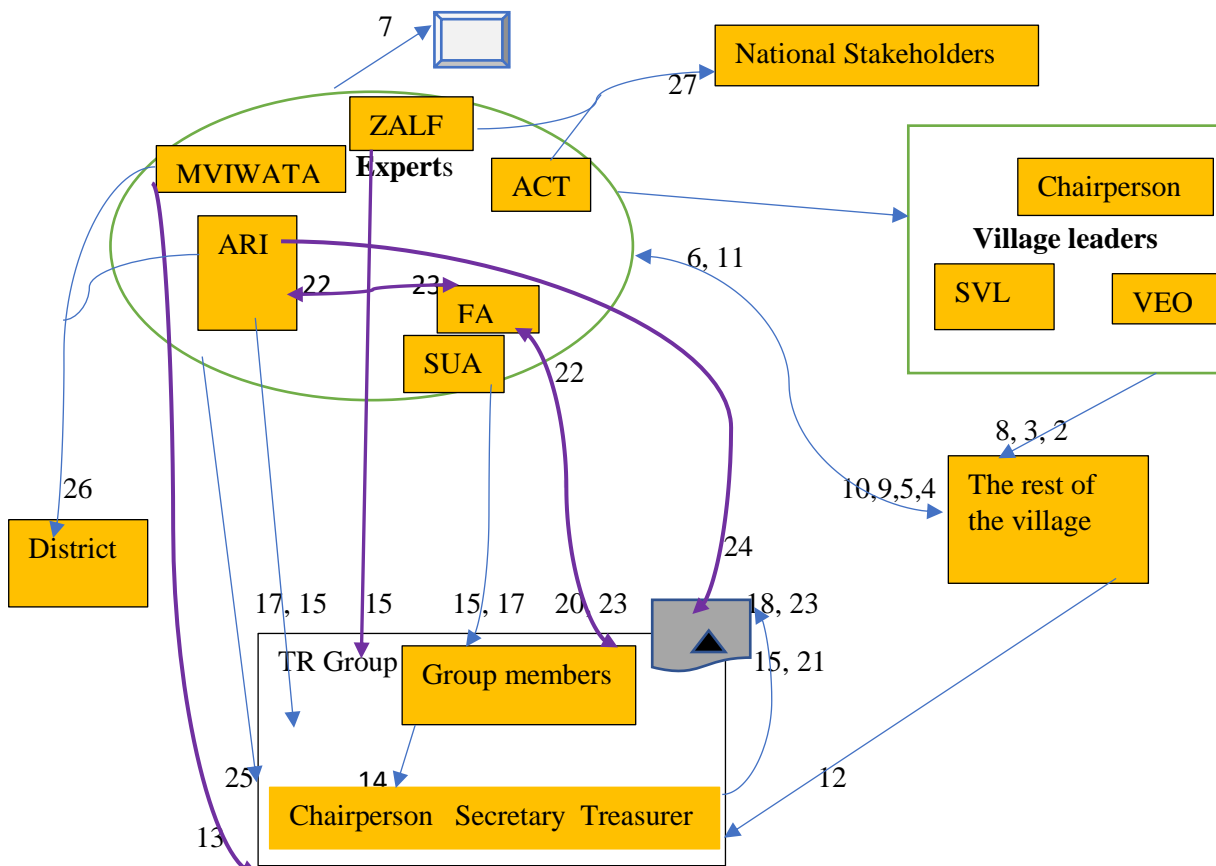 7
National Stakeholders
27
ZALF
Experts
MVIWATA
ACT
Chairperson
Village leaders
ARI
6, 11
22
23
SVL
VEO
FA
SUA
22
8, 3, 2
26
10,9,5,4
The rest of
the village
District
24
17, 15
15
15, 17
20, 23
18, 23
TR Group
Group members
15, 21
25
14
12
Chairperson Secretary Treasurer
13